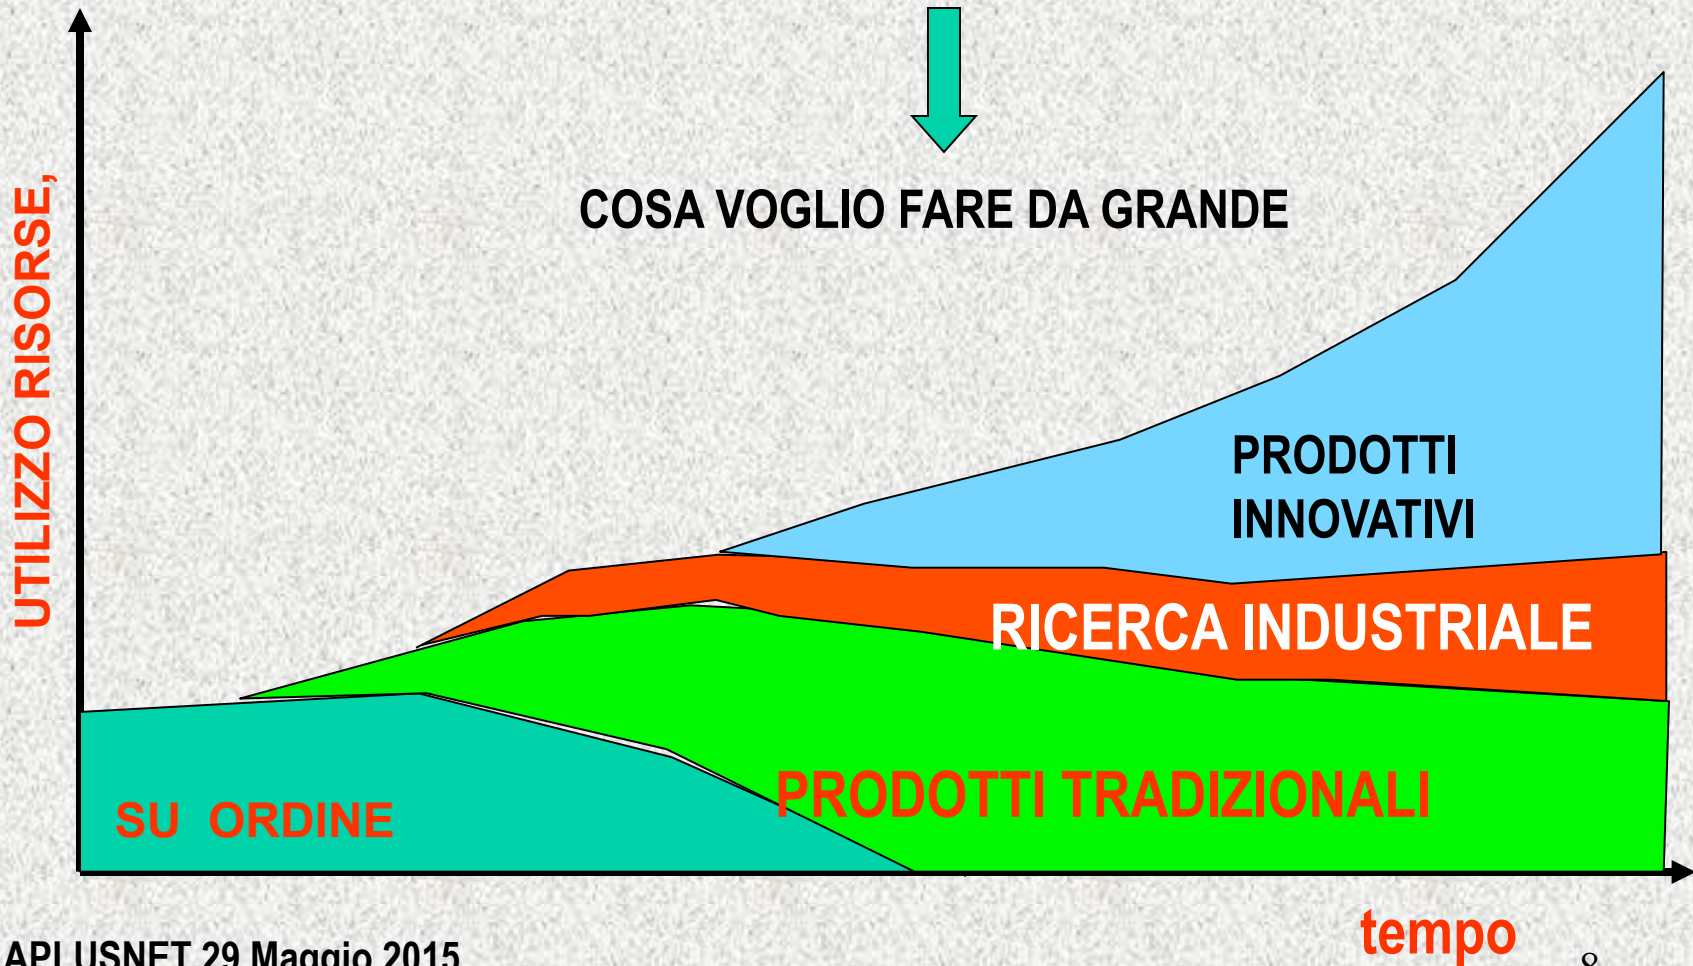 COSA VOGLIO FARE DA GRANDE
UTILIZZO RISORSE,
PRODOTTI
INNOVATIVI
RICERCA INDUSTRIALE
PRODOTTI TRADIZIONALI
SU ORDINE
tempo
APLUSNET 29 Maggio 2015
8